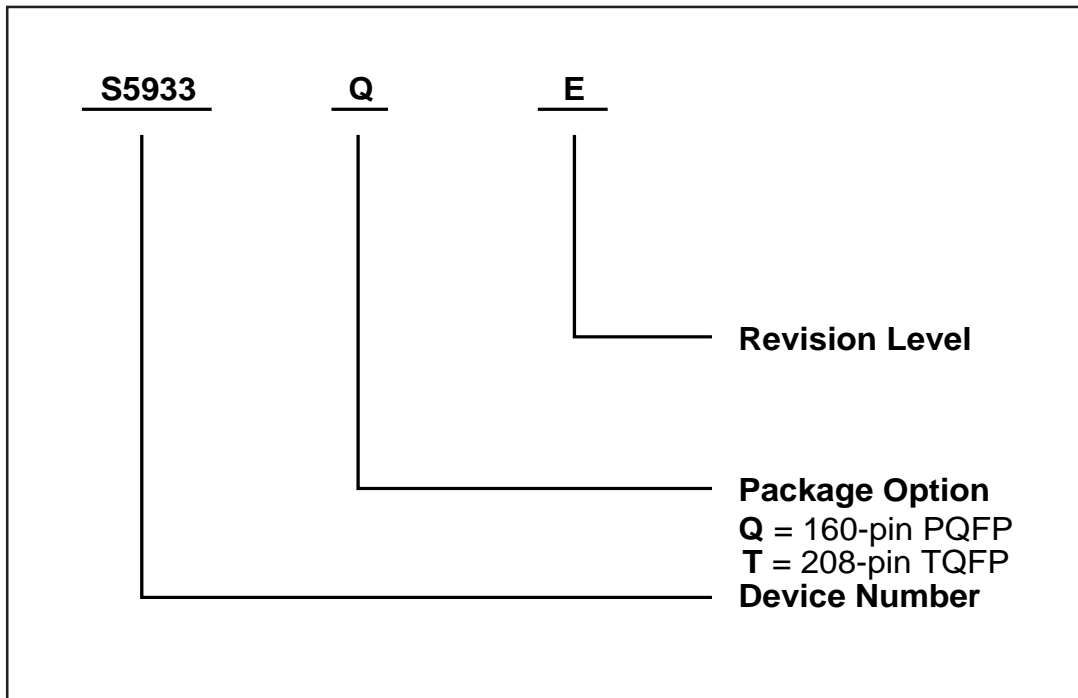 S5933 Q E
Revision Level
Package Option
Q = 160-pin PQFP
T = 208-pin TQFP
Device Number